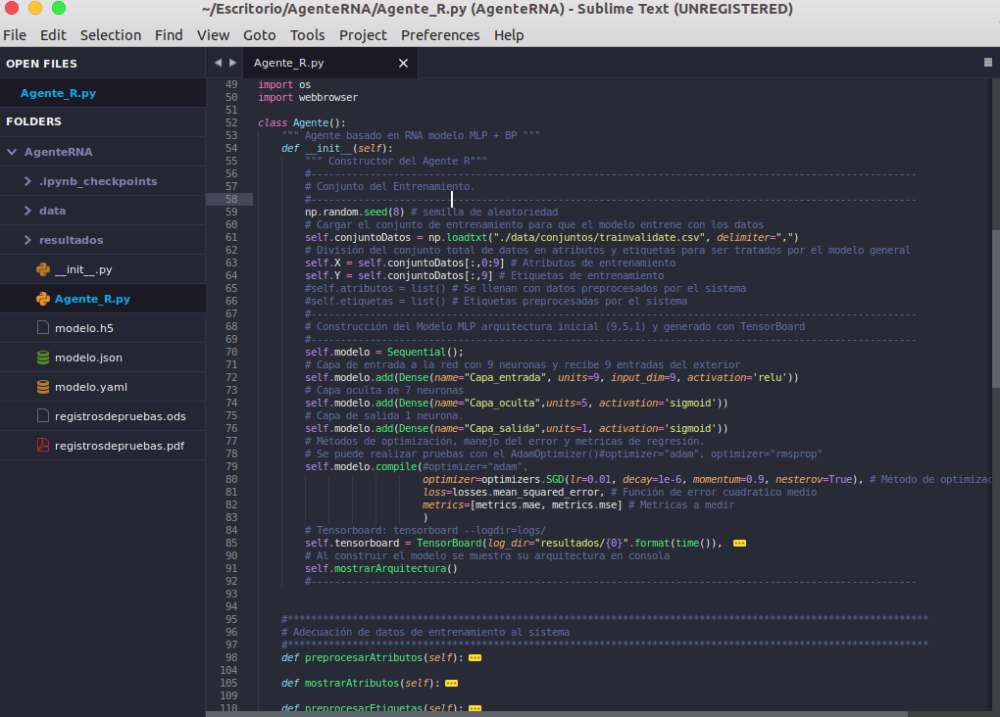 ~/Escritorio/AgenteRNA/Agente_R.py (AgenteRNA) - Sublime Text (UNREGISTERED)
File Edit Selection Find View Goto Tools Project Preferences Help
OPEN FILES
Agente_R.py
FOLDERS
AgenteRNA
.ipynb_checkpoints
data
resultados
__init__.py
Agente_R.py
modelo.h5
modelo.json
modelo.yaml
registrosdepruebas.ods
registrosdepruebas.pdf
Agente_R.py
49 import os
50 import webbrowser
51
52 class Agente():
53 """ Agente basado en RNA modelo MLP + BP """
54 def __init__(self):
55 """ Constructor del Agente R"""
56 #-------------------------------------------------------------------------------------------------------
57 # Conjunto del Entrenamiento.
58 #-------------------------------------------------------------------------------------------------------
59 np.random.seed(8) # semilla de aleatoriedad
60 # Cargar el conjunto de entrenamiento para que el modelo entrene con los datos
61 self.conjuntoDatos = np.loadtxt("./data/conjuntos/trainvalidate.csv", delimiter=",")
62 # División del conjunto total de datos en atributos y etiquetas para ser tratados por el modelo general
63 self.X = self.conjuntoDatos[:,0:9] # Atributos de entrenamiento
64 self.Y = self.conjuntoDatos[:,9] # Etiquetas de entrenamiento
65 #self.atributos = list() # Se llenan con datos preprocesados por el sistema
66 #self.etiquetas = list() # Etiquetas preprocesadas por el sistema
67 #-------------------------------------------------------------------------------------------------------
68 # Construcción del Modelo MLP arquitectura inicial (9,5,1) y generado con TensorBoard
69 #-------------------------------------------------------------------------------------------------------
70 self.modelo = Sequential();
71 # Capa de entrada a la red con 9 neuronas y recibe 9 entradas del exterior
72 self.modelo.add(Dense(name="Capa_entrada", units=9, input_dim=9, activation='relu'))
73 # Capa oculta de 7 neuronas
74 self.modelo.add(Dense(name="Capa_oculta",units=5, activation='sigmoid'))
75 # Capa de salida 1 neurona.
76 self.modelo.add(Dense(name="Capa_salida",units=1, activation='sigmoid'))
77 # Métodos de optimización, manejo del error y metricas de regresión.
78 # Se puede realizar pruebas con el AdamOptimizer()#optimizer="adam", optimizer="rmsprop"
79 self.modelo.compile(#optimizer="adam",
80 optimizer=optimizers.SGD(lr=0.01, decay=1e-6, momentum=0.9, nesterov=True), # Método de optimizac
81 loss=losses.mean_squared_error, # Función de error cuadratico medio
82 metrics=[metrics.mae, metrics.mse] # Metricas a medir
83 )
84 # Tensorboard: tensorboard --logdir=logs/
85 self.tensorboard = TensorBoard(log_dir="resultados/{0}".format(time()),
90 # Al construir el modelo se muestra su arquitectura en consola
91 self.mostrarArquitectura()
92 #-------------------------------------------------------------------------------------------------------
93
94
95 #*************************************************************************************************************
96 # Adecuación de datos de entrenamiento al sistema
97 #*************************************************************************************************************
98 def preprocesarAtributos(self):
104
105 def mostrarAtributos(self):
109
110 def preprocesarEtiquetas(self):